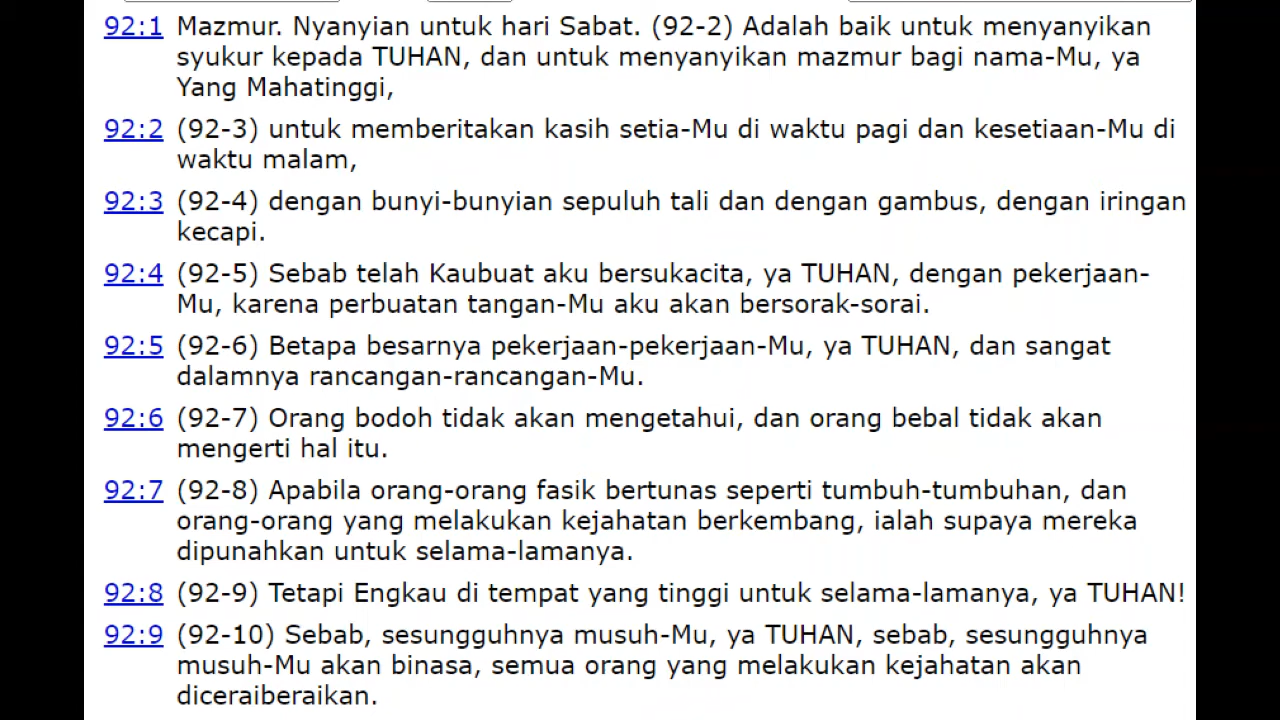 92:1 Mazmur. Nyanyian untuk hari Sabat. (92-2) Adalah baik untuk menyanyikan
syukur kepada TUHAN, dan untuk menyanyikan mazmur bagi nama-Mu, ya
Yang Mahatinggi,
92:2 (92-3) untuk memberitakan kasih setia-Mu di waktu pagi dan kesetiaan-Mu di
waktu malam,
92:3 (92-4) dengan bunyi-bunyian sepuluh tali dan dengan gambus, dengan iringan
kecapi.
92:4 (92-5) Sebab telah Kaubuat aku bersukacita, ya TUHAN, dengan pekerjaan-
Mu, karena perbuatan tangan-Mu aku akan bersorak-sorai.
92:5 (92-6) Betapa besarnya pekerjaan-pekerjaan-Mu, ya TUHAN, dan sangat
dalamnya rancangan-rancangan-Mu.
92:6 (92-7) Orang bodoh tidak akan mengetahui, dan orang bebal tidak akan
mengerti hal itu.
92:7 (92-8) Apabila orang-orang fasik bertunas seperti tumbuh-tumbuhan, dan
orang-orang yang melakukan kejahatan berkembang, ialah supaya mereka
dipunahkan untuk selama-lamanya.
92:8 (92-9) Tetapi Engkau di tempat yang tinggi untuk selama-lamanya, ya TUHAN!
92:9 (92-10) Sebab, sesungguhnya musuh-Mu, ya TUHAN, sebab, sesungguhnya
musuh-Mu akan binasa, semua orang yang melakukan kejahatan akan
diceraiberaikan.